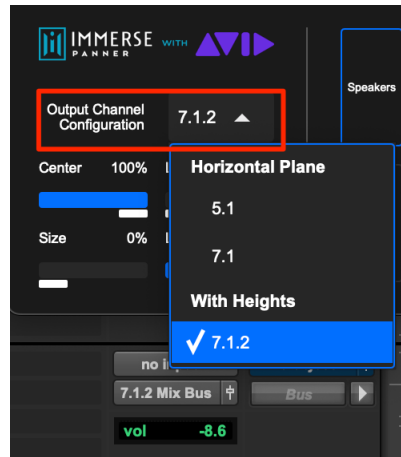 IMMERSE WITH AVID
PANNER
Speakers
Output Channel
Configuration
7.1.2
Center 100%
Horizontal Plane
5.1
Size 0%
7.1
With Heights
7.1.2
no
7.1.2 Mix Bus
Bus
vol -8.6